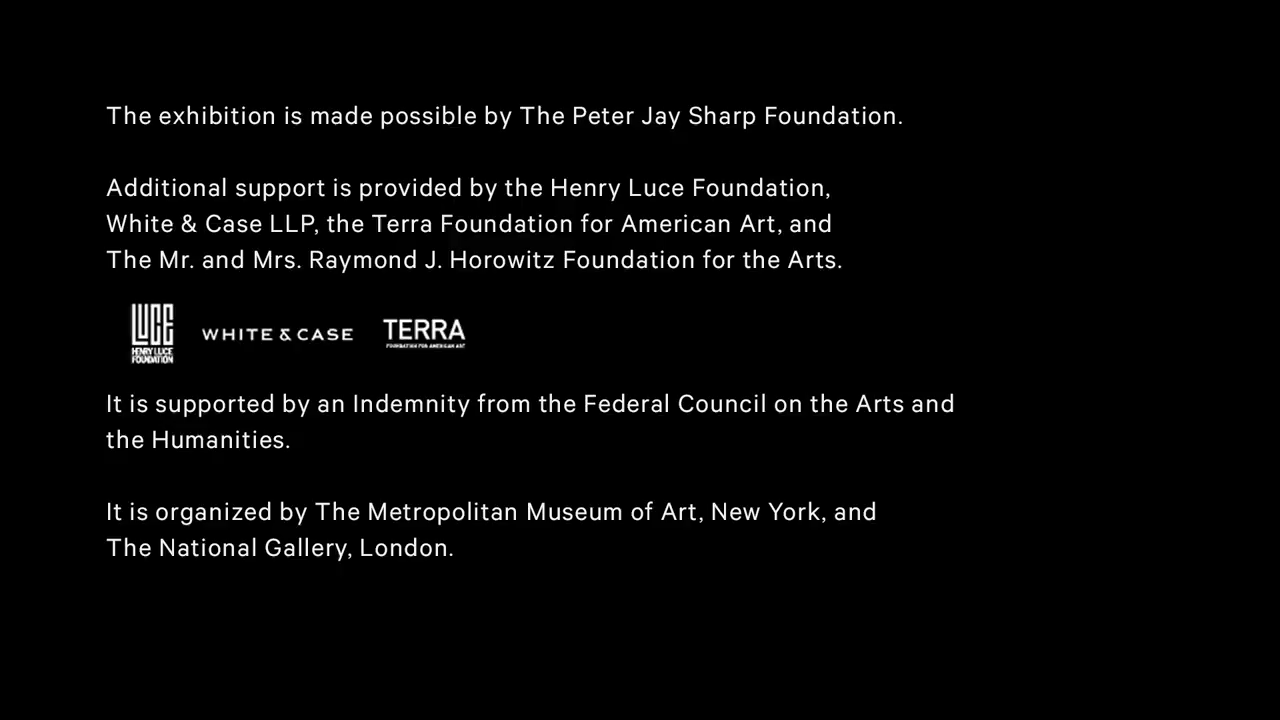 The exhibition is made possible by The Peter Jay Sharp Foundation.
Additional support is provided by the Henry Luce Foundation,
White & Case LLP, the Terra Foundation for American Art, and
The Mr. and Mrs. Raymond J. Horowitz Foundation for the Arts.
LUCE
HENRY LUCE
FOUNDATION
WHITE & CASE
TERRA
FOUNDATION FOR AMERICAN ART
It is supported by an Indemnity from the Federal Council on the Arts and
the Humanities.
It is organized by The Metropolitan Museum of Art, New York, and
The National Gallery, London.